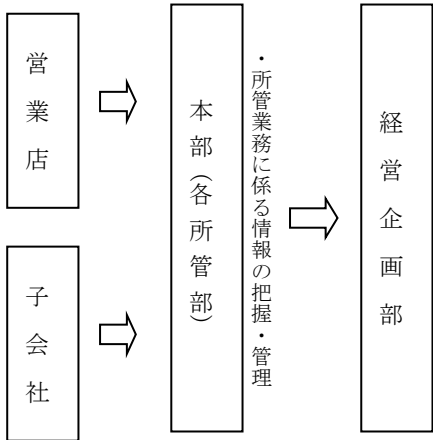 営業店
子会社
本部（各所管部）
・所管業務に係る情報の把握・管理
経営企画部